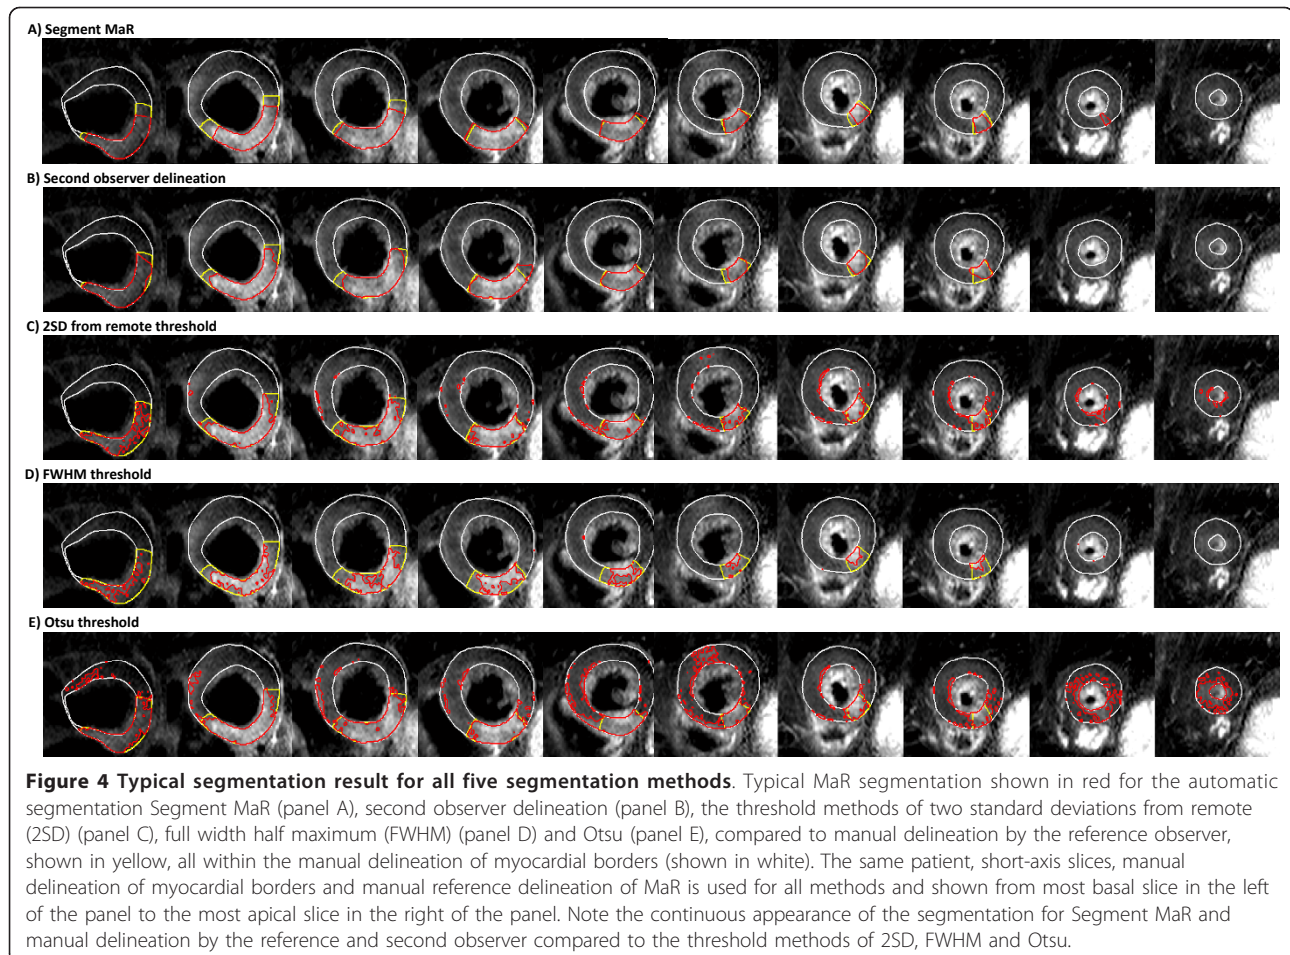 A) Segment MaR
B) Second observer delineation
C) 2SD from remote threshold
D) FWHM threshold
E) Otsu threshold
Figure 4 Typical segmentation result for all five segmentation methods. Typical MaR segmentation shown in red for the automatic
segmentation Segment MaR (panel A), second observer delineation (panel B), the threshold methods of two standard deviations from remote
(2SD) (panel C), full width half maximum (FWHM) (panel D) and Otsu (panel E), compared to manual delineation by the reference observer,
shown in yellow, all within the manual delineation of myocardial borders (shown in white). The same patient, short-axis slices, manual
delineation of myocardial borders and manual reference delineation of MaR is used for all methods and shown from most basal slice in the left
of the panel to the most apical slice in the right of the panel. Note the continuous appearance of the segmentation for Segment MaR and
manual delineation by the reference and second observer compared to the threshold methods of 2SD, FWHM and Otsu.